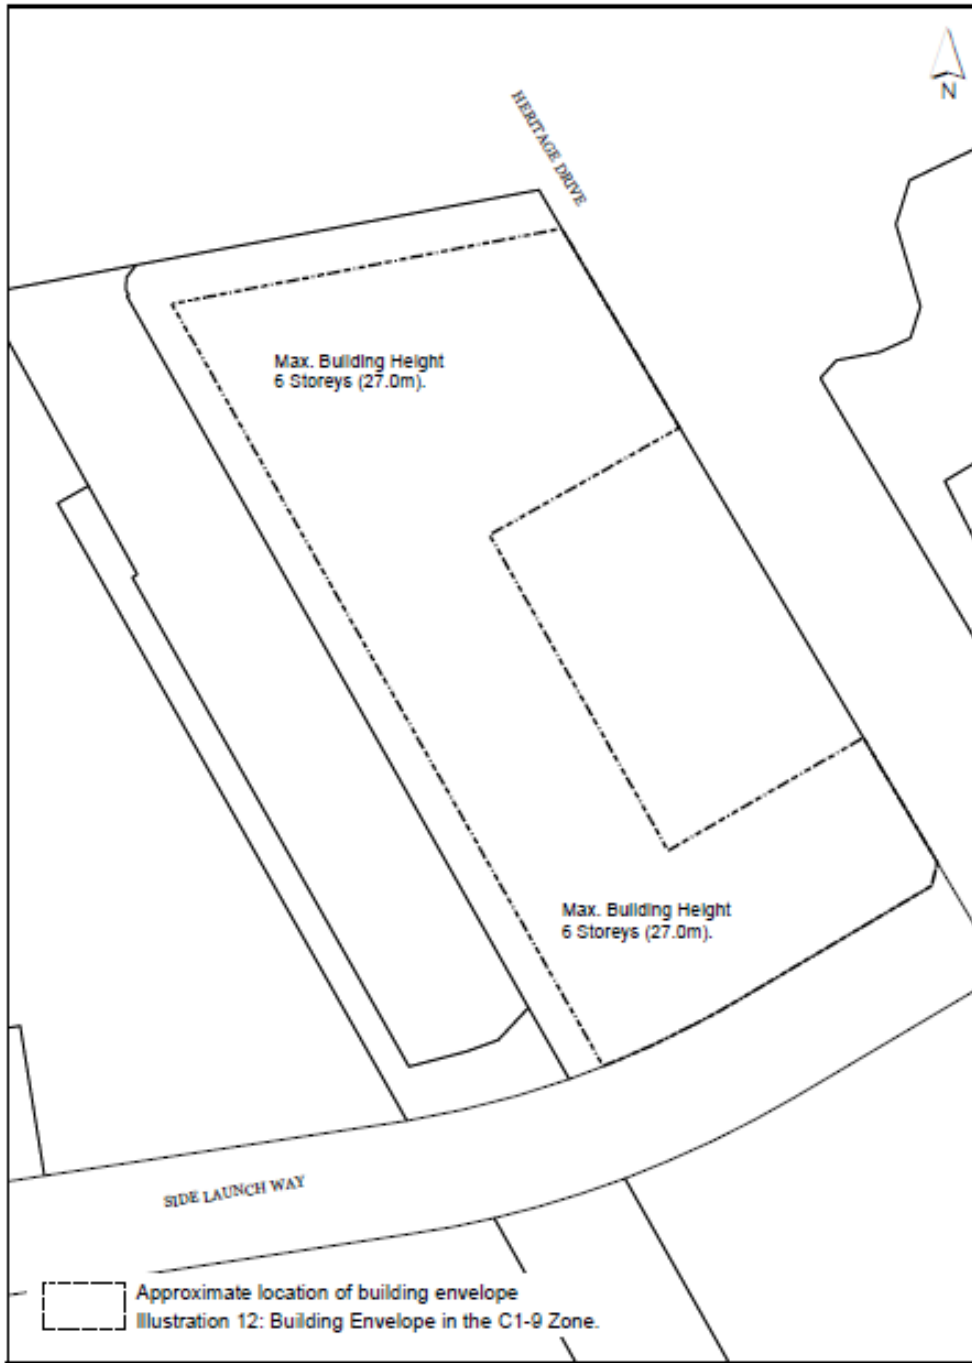 N
HERITAGE DRIVE
Max. Building Height
6 Storeys (27.0m).
Max. Building Height
6 Storeys (27.0m).
SIDE LAUNCH WAY
Approximate location of building envelope
Illustration 12: Building Envelope in the C1-9 Zone.